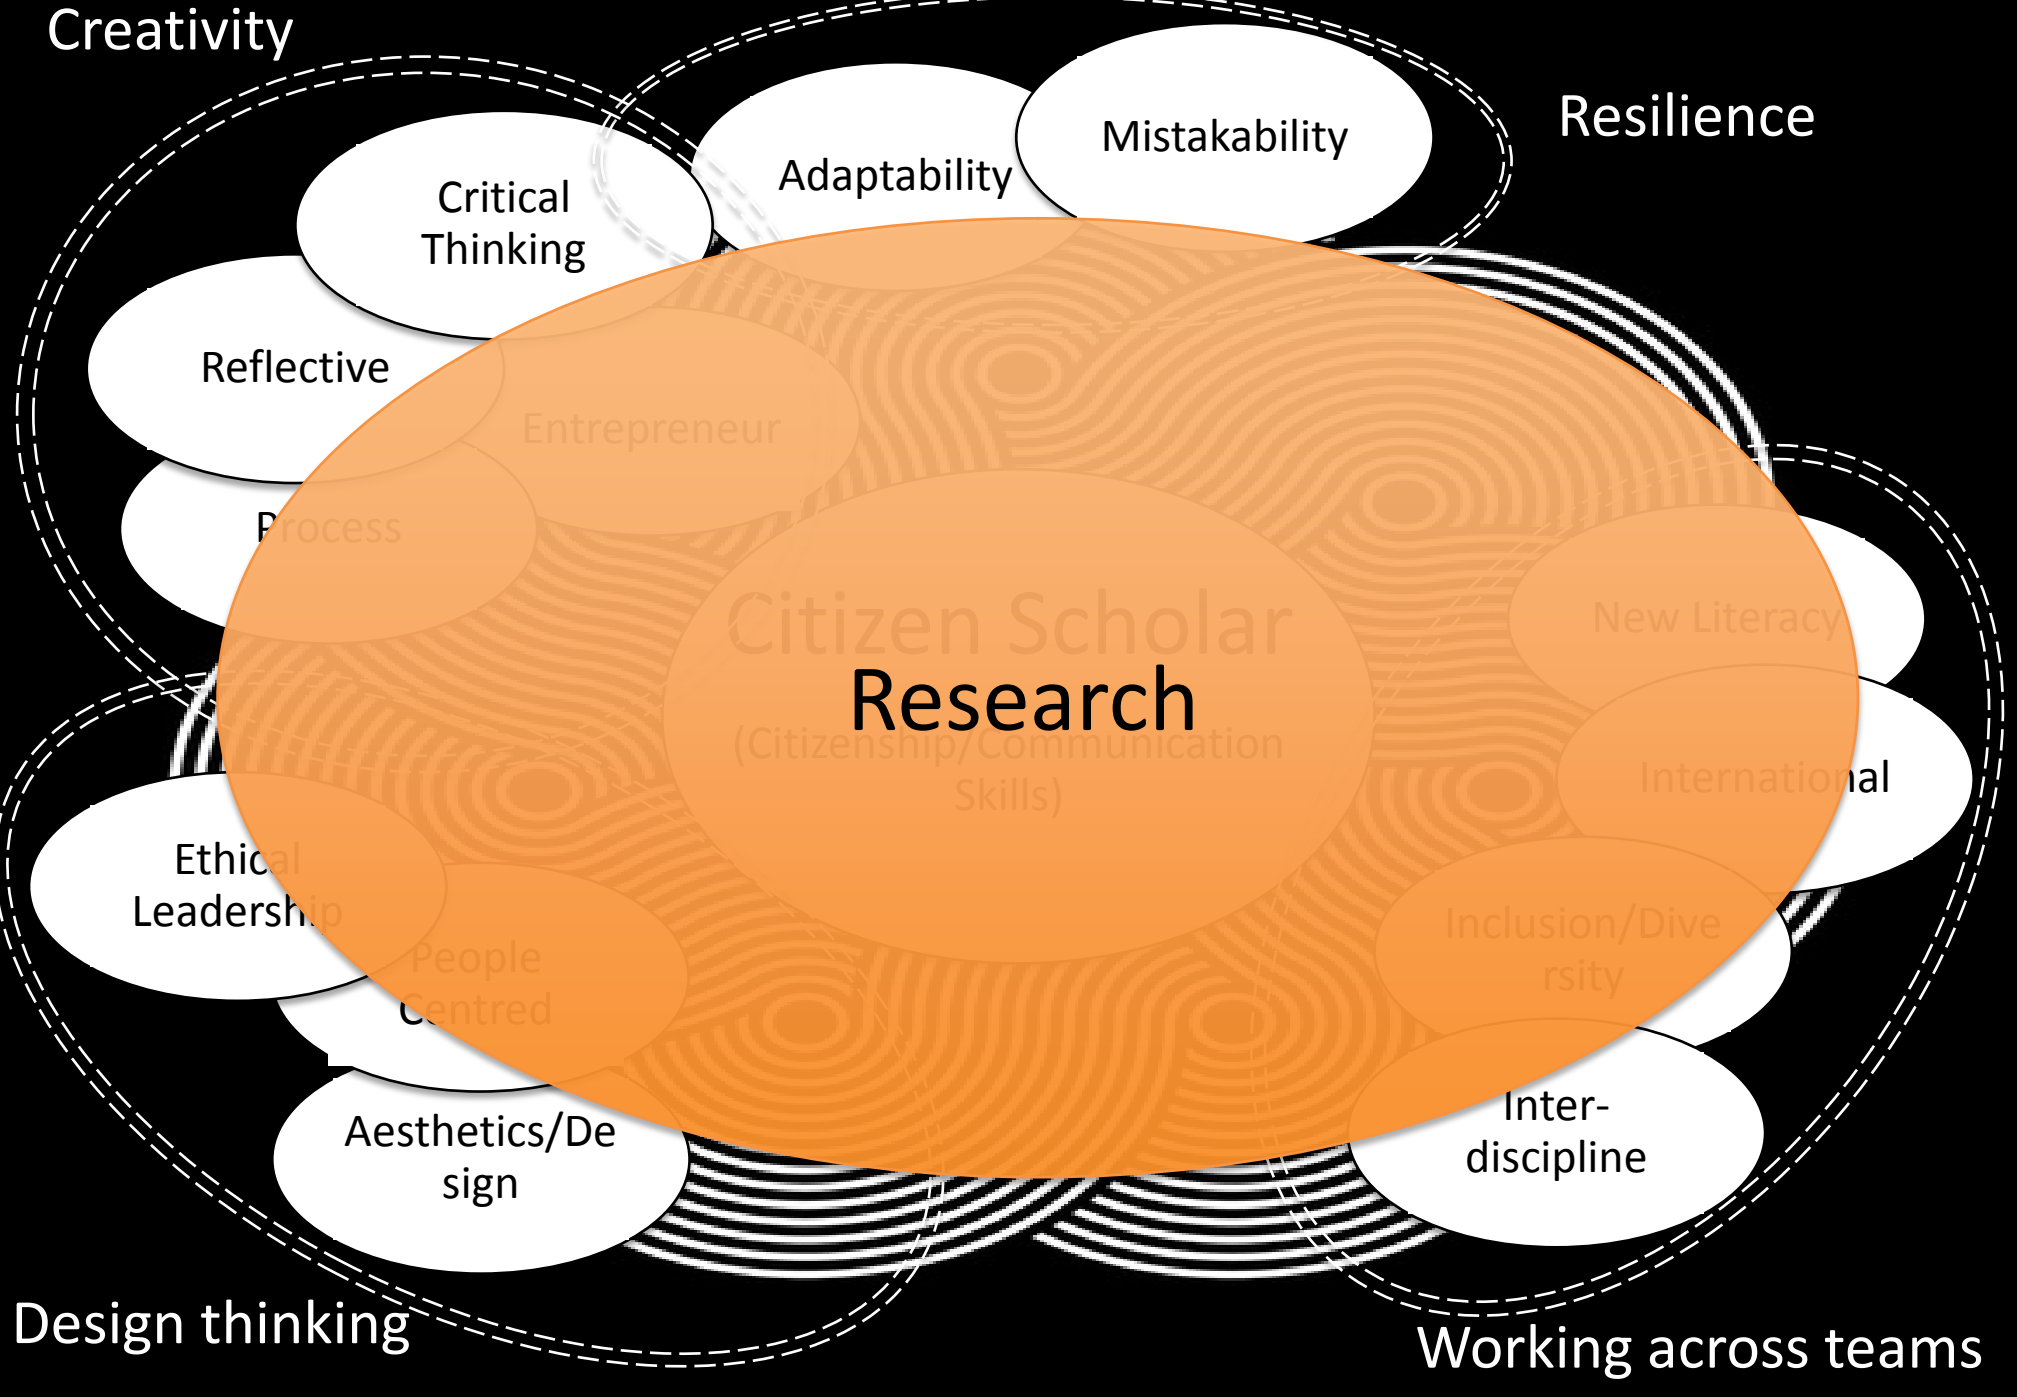 Creativity
Resilience
Mistakability
Adaptability
Critical
Thinking
Reflective
Entrepreneur
Process
Citizen Scholar
Research
(Citizenship/Communication
Skills)
New Literacy
International
Ethical
Leadership
People
Centred
Inclusion/Dive
rsity
Aesthetics/De
sign
Inter-
discipline
Design thinking
Working across teams